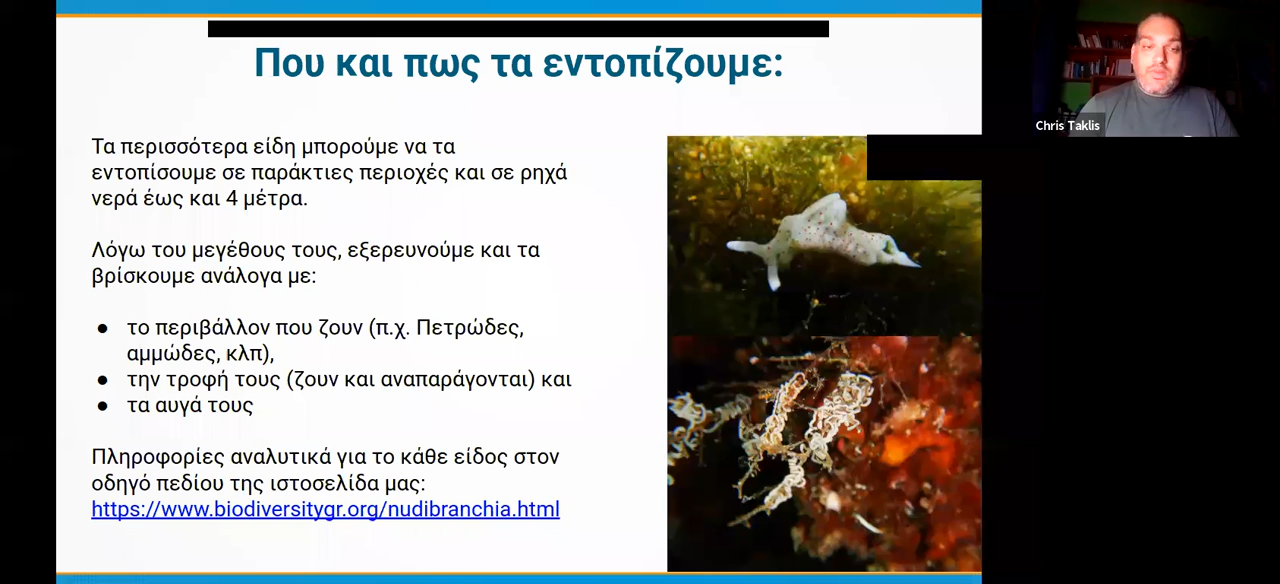 Που και πως τα εντοπίζουμε:
Τα περισσότερα είδη μπορούμε να τα
εντοπίσουμε σε παράκτιες περιοχές και σε ρηχά
νερά έως και 4 μέτρα.
Λόγω του μεγέθους τους, εξερευνούμε και τα
βρίσκουμε ανάλογα με:
● το περιβάλλον που ζουν (π.χ. Πετρώδες,
αμμώδες, κλπ),
● την τροφή τους (ζουν και αναπαράγονται) και
● τα αυγά τους
Πληροφορίες αναλυτικά για το κάθε είδος στον
οδηγό πεδίου της ιστοσελίδα μας:
https://www.biodiversitygr.org/nudibranchia.html
Chris Taklis